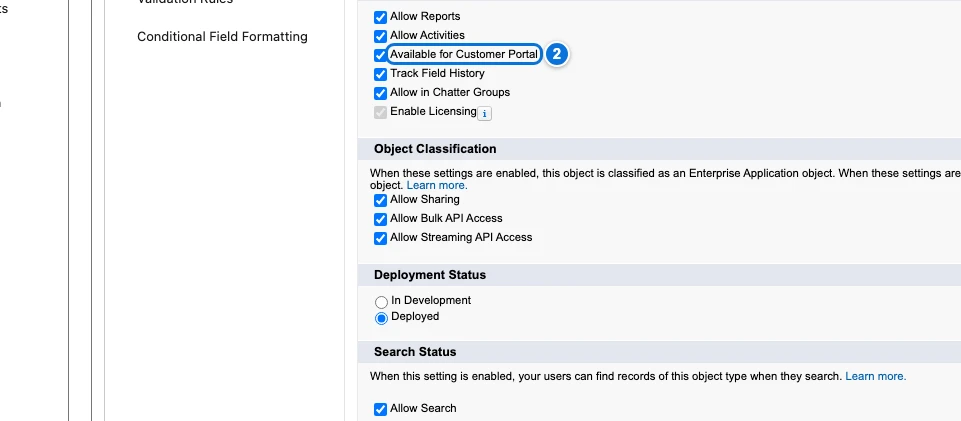 Validation Rules
ts
Conditional Field Formatting
Allow Reports
Allow Activities
Available for Customer Portal 2
Track Field History
Allow in Chatter Groups
Enable Licensing i
Object Classification
When these settings are enabled, this object is classified as an Enterprise Application object. When these settings are
object. Learn more.
Allow Sharing
Allow Bulk API Access
Allow Streaming API Access
Deployment Status
In Development
Deployed
Search Status
When this setting is enabled, your users can find records of this object type when they search. Learn more.
Allow Search